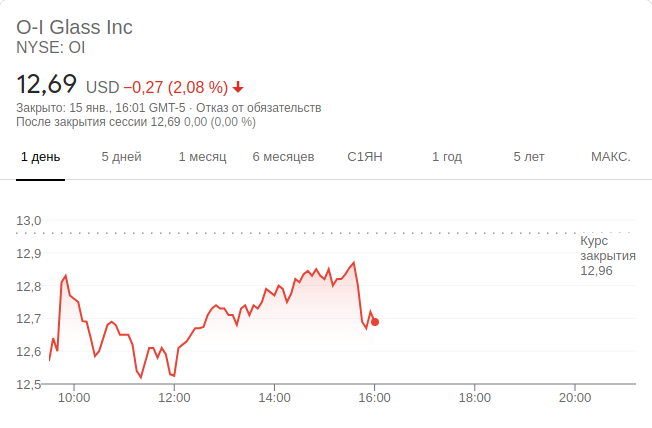 O-I Glass Inc
NYSE: OI
12,69 USD −0,27 (2,08 %)
Закрыто: 15 янв., 16:01 GMT-5 · Отказ от обязательств
После закрытия сессии 12,69 0,00 (0,00 %)
1 день 5 дней 1 месяц 6 месяцев С1ЯН 1 год 5 лет МАКС.
13,0
12,9
12,8
12,7
12,6
12,5
Курс
закрытия
12,96
10:00 12:00 14:00 16:00 18:00 20:00